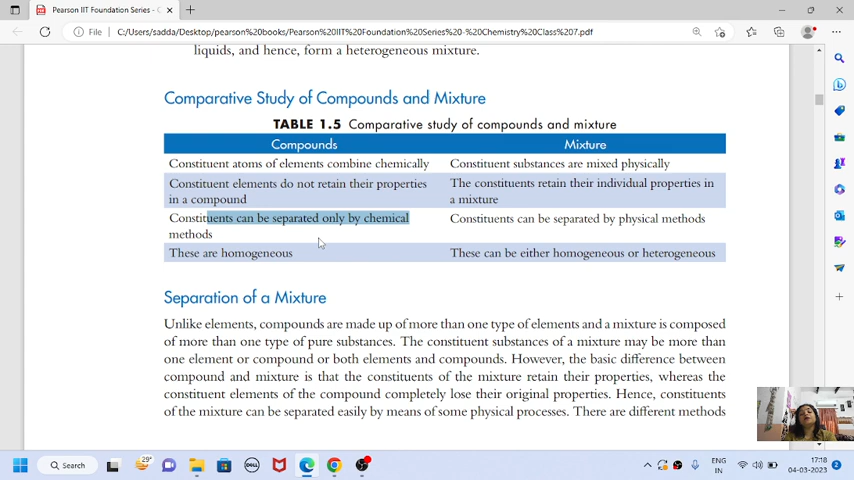 Pearson IIT Foundation Series - C
File C:/Users/sadda/Desktop/pearson%20books/Pearson%20IIT%20Foundation%20Series%20-%20Chemistry%20Class%207.pdf
liquids, and hence, form a heterogeneous mixture.
Comparative Study of Compounds and Mixture
TABLE 1.5 Comparative study of compounds and mixture
Compounds Mixture
Constituent atoms of elements combine chemically Constituent substances are mixed physically
Constituent elements do not retain their properties The constituents retain their individual properties in
in a compound a mixture
Constituents can be separated only by chemical Constituents can be separated by physical methods
methods
These are homogeneous These can be either homogeneous or heterogeneous
Separation of a Mixture
Unlike elements, compounds are made up of more than one type of elements and a mixture is composed
of more than one type of pure substances. The constituent substances of a mixture may be more than
one element or compound or both elements and compounds. However, the basic difference between
compound and mixture is that the constituents of the mixture retain their properties, whereas the
constituent elements of the compound completely lose their original properties. Hence, constituents
of the mixture can be separated easily by means of some physical processes. There are different methods
29°
Search
DELL
ENG 17:18
IN 04-03-2023
2